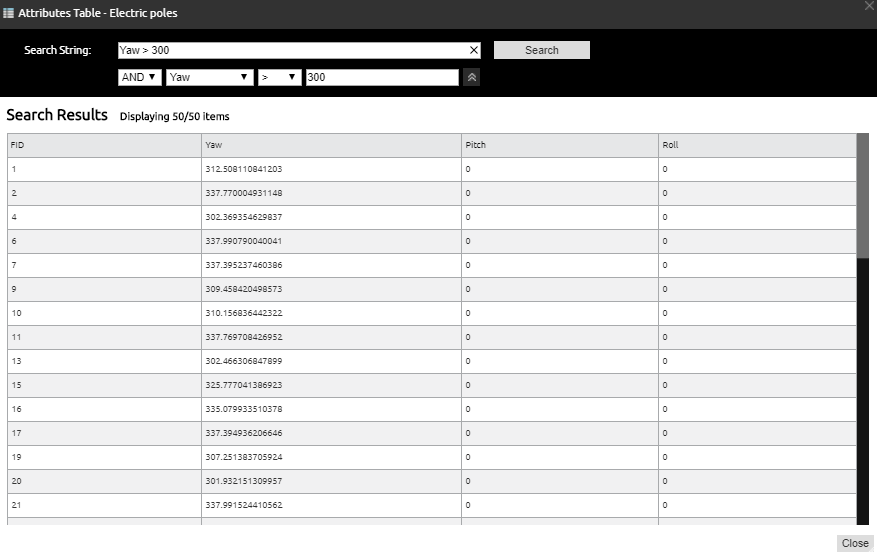 Attributes Table - Electric poles
Search String: Yaw > 300 Search
AND Yaw > 300
Search Results Displaying 50/50 items
FID Yaw Pitch Roll
1 312.508110841203 0 0
2 337.770004931148 0 0
4 302.369354629837 0 0
6 337.990790040041 0 0
7 337.395237460386 0 0
9 309.458420498573 0 0
10 310.156836442322 0 0
11 337.769708426952 0 0
13 302.466306847899 0 0
15 325.777041386923 0 0
16 335.079933510378 0 0
17 337.394936206646 0 0
19 307.251383705924 0 0
20 301.932151309957 0 0
21 337.991524410562 0 0
Close